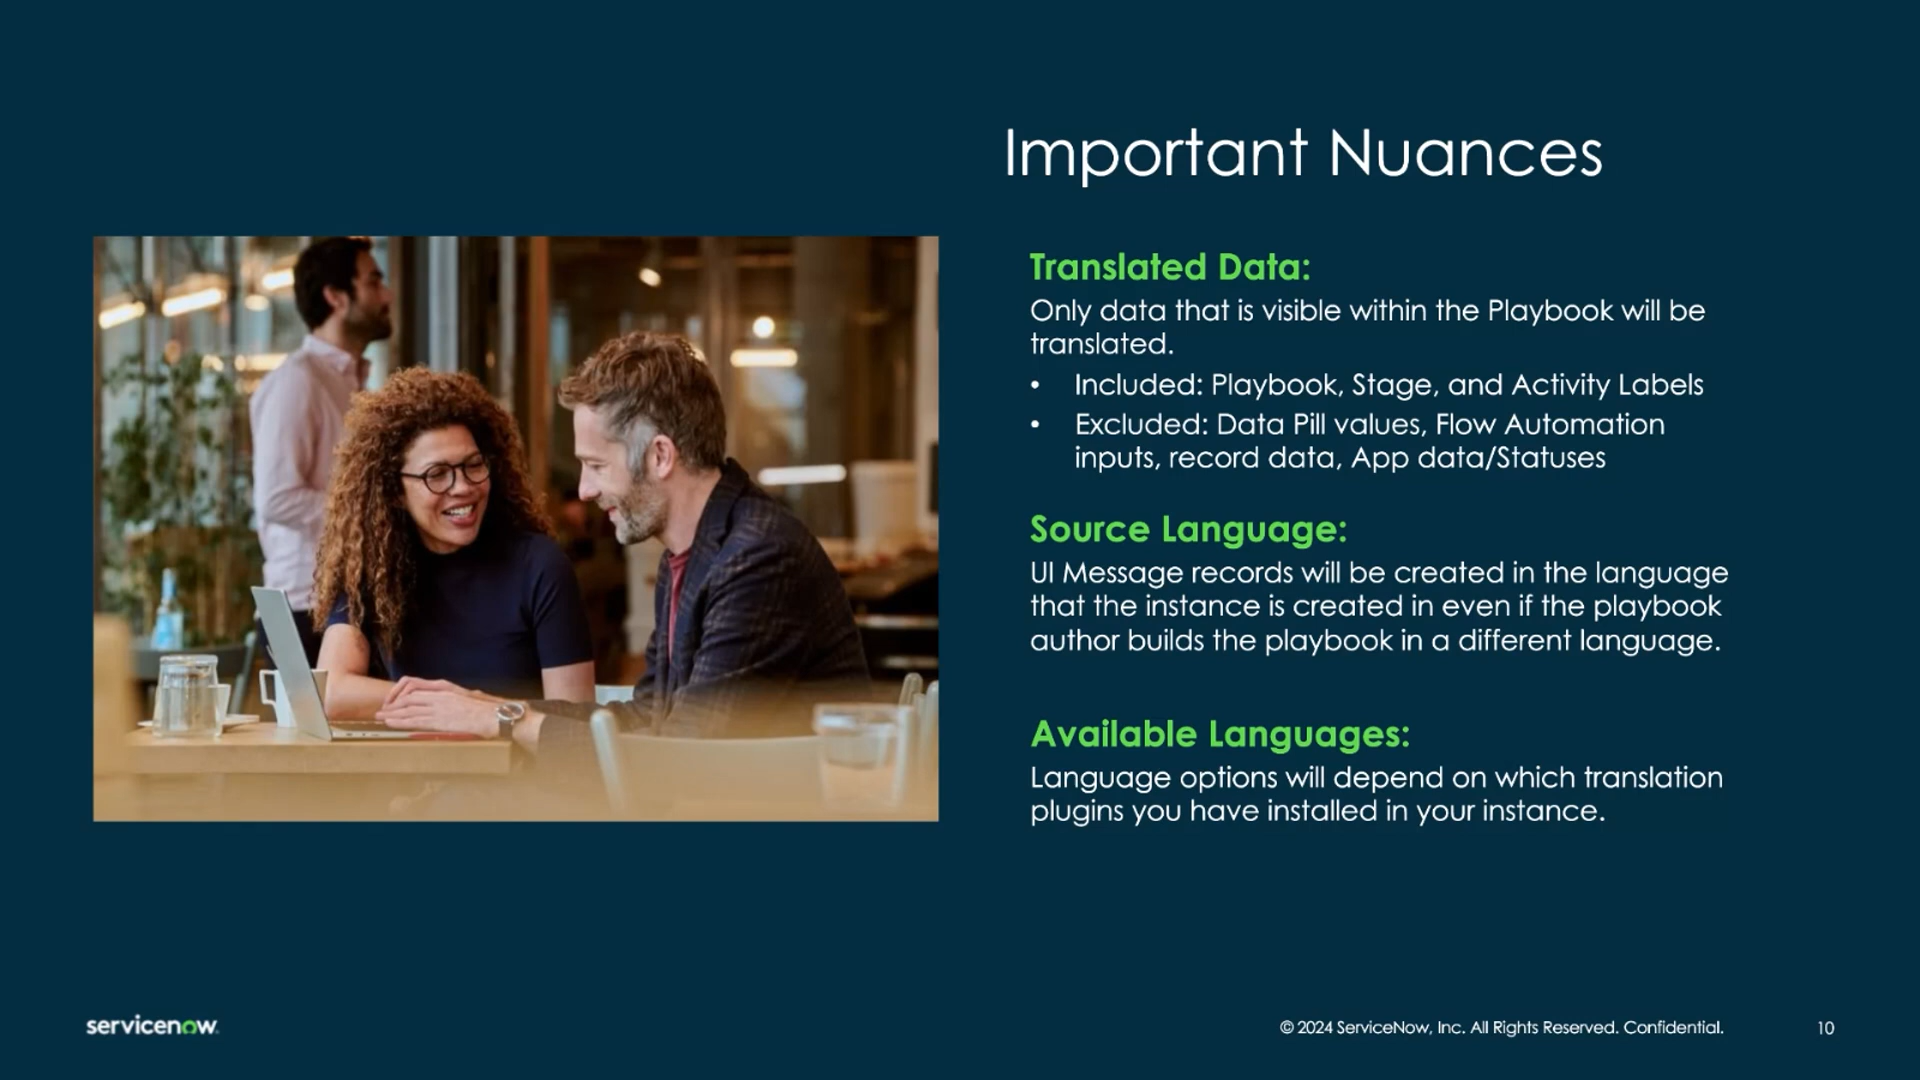 Important Nuances
Translated Data:
Only data that is visible within the Playbook will be
translated.
• Included: Playbook, Stage, and Activity Labels
• Excluded: Data Pill values, Flow Automation
inputs, record data, App data/Statuses
Source Language:
UI Message records will be created in the language
that the instance is created in even if the playbook
author builds the playbook in a different language.
Available Languages:
Language options will depend on which translation
plugins you have installed in your instance.
servicenow.
© 2024 ServiceNow, Inc. All Rights Reserved. Confidential.
10